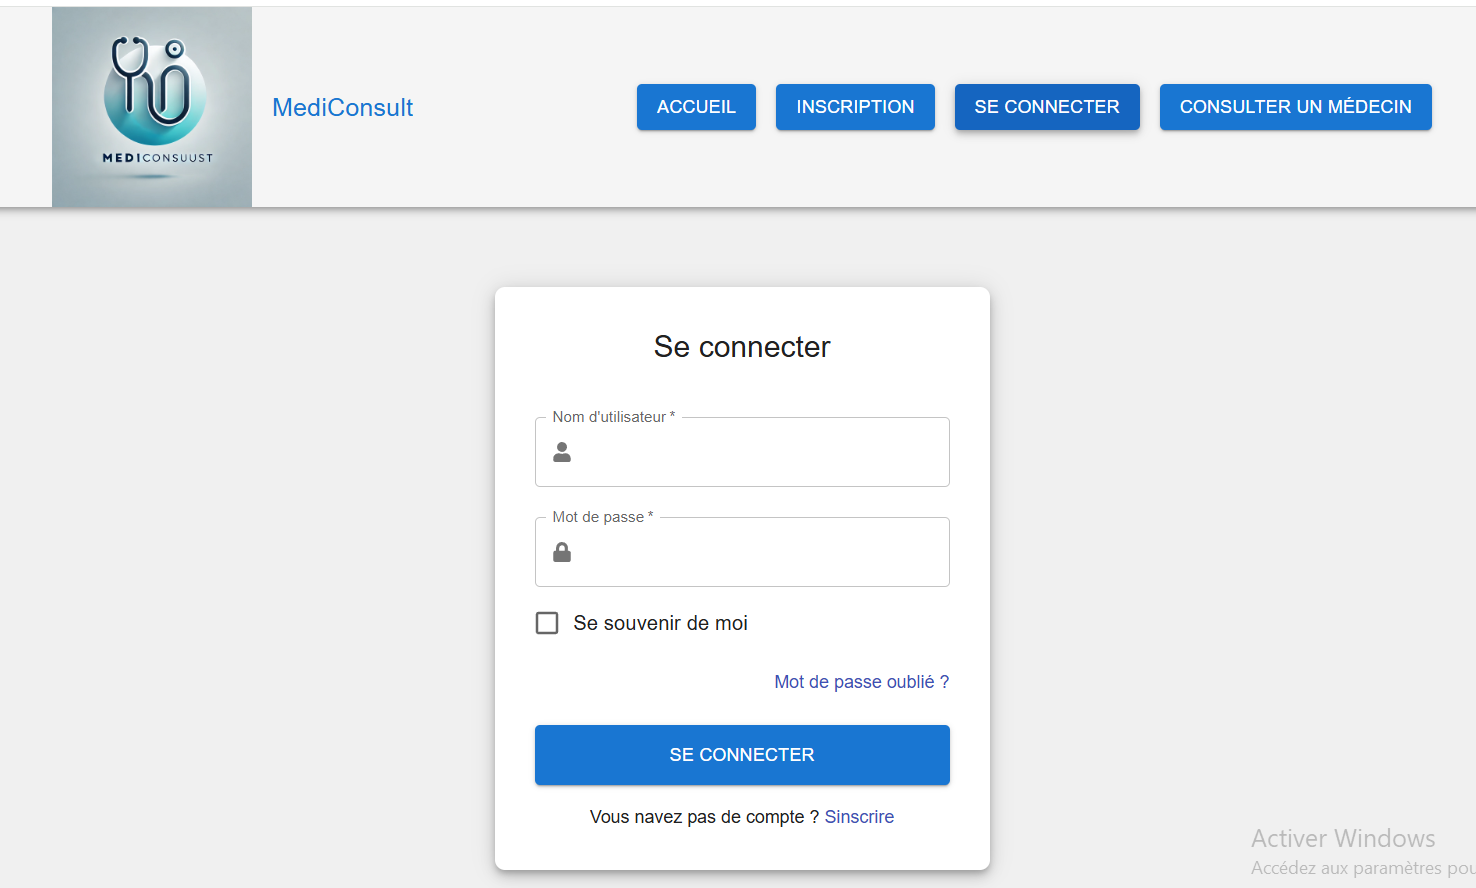 MEDICONSUUST
MediConsult
ACCUEIL
INSCRIPTION
SE CONNECTER
CONSULTER UN MÉDECIN
Se connecter
Nom d'utilisateur *
Mot de passe *
Se souvenir de moi
Mot de passe oublié ?
SE CONNECTER
Vous navez pas de compte ? Sinscrire
Activer Windows
Accédez aux paramètres pou